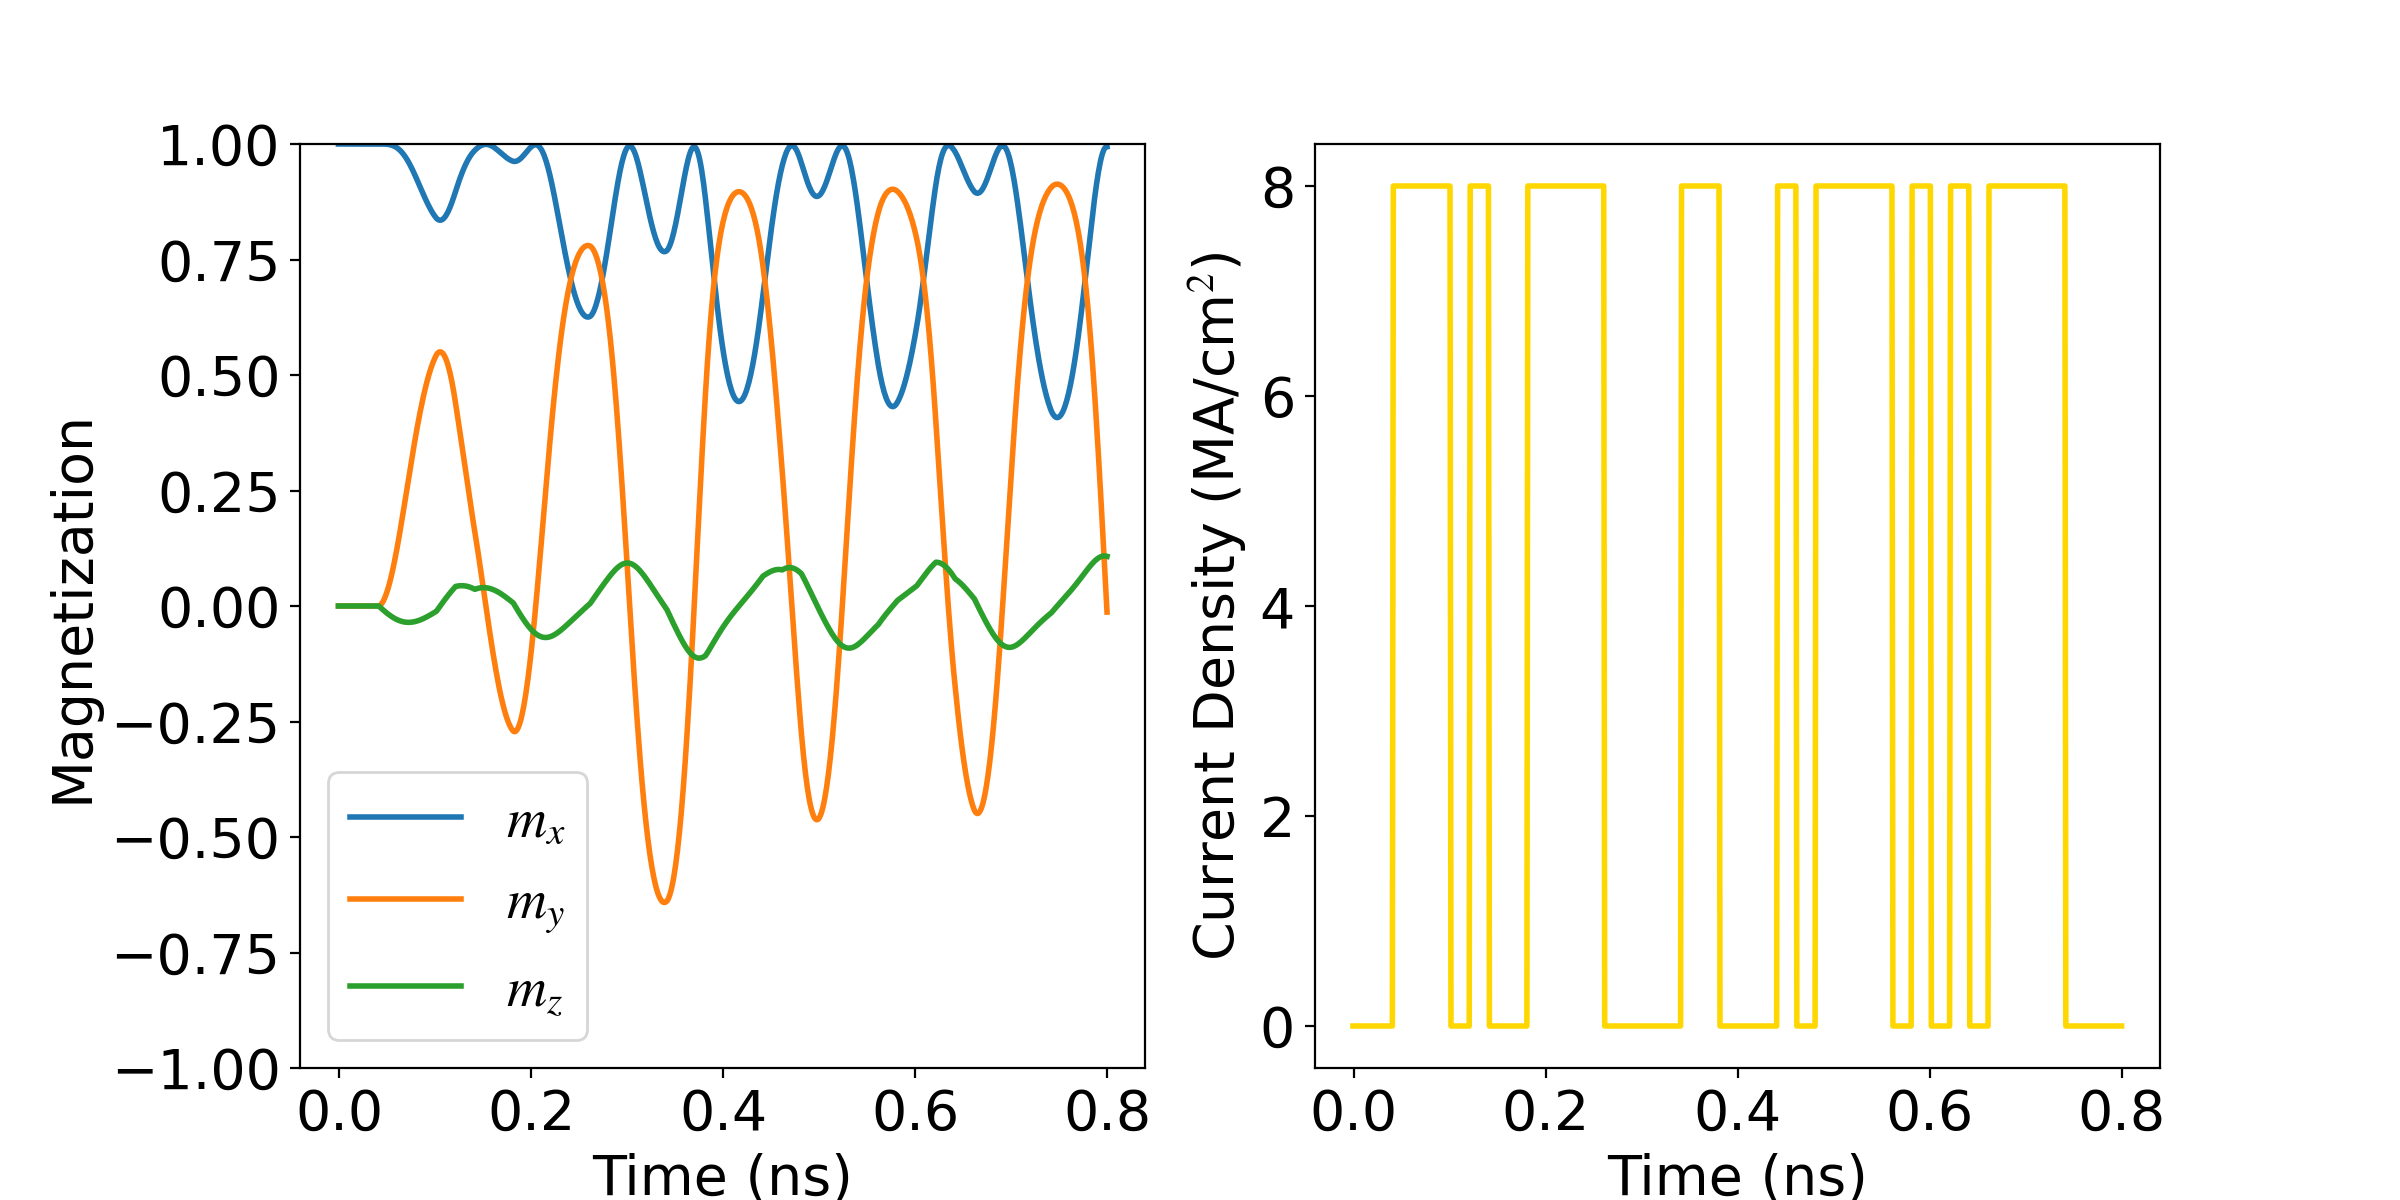 1.00
0.75
0.50
0.25
0.00
−0.25
−0.50
−0.75
−1.00
Magnetization
m_x
m_y
m_z
0.0 0.2 0.4 0.6 0.8
Time (ns)
8
6
4
2
0
Current Density (MA/cm²)
0.0 0.2 0.4 0.6 0.8
Time (ns)